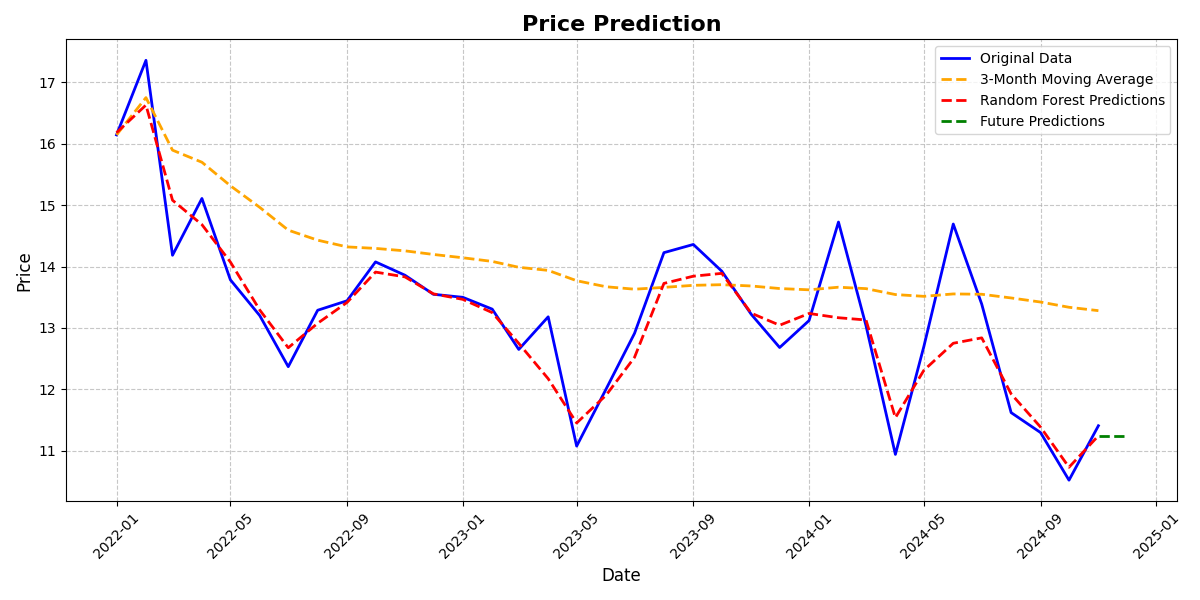 Price Prediction
Original Data
3-Month Moving Average
Random Forest Predictions
Future Predictions
Price
17
16
15
14
13
12
11
2022-01
2022-05
2022-09
2023-01
2023-05
2023-09
2024-01
2024-05
2024-09
2025-01
Date